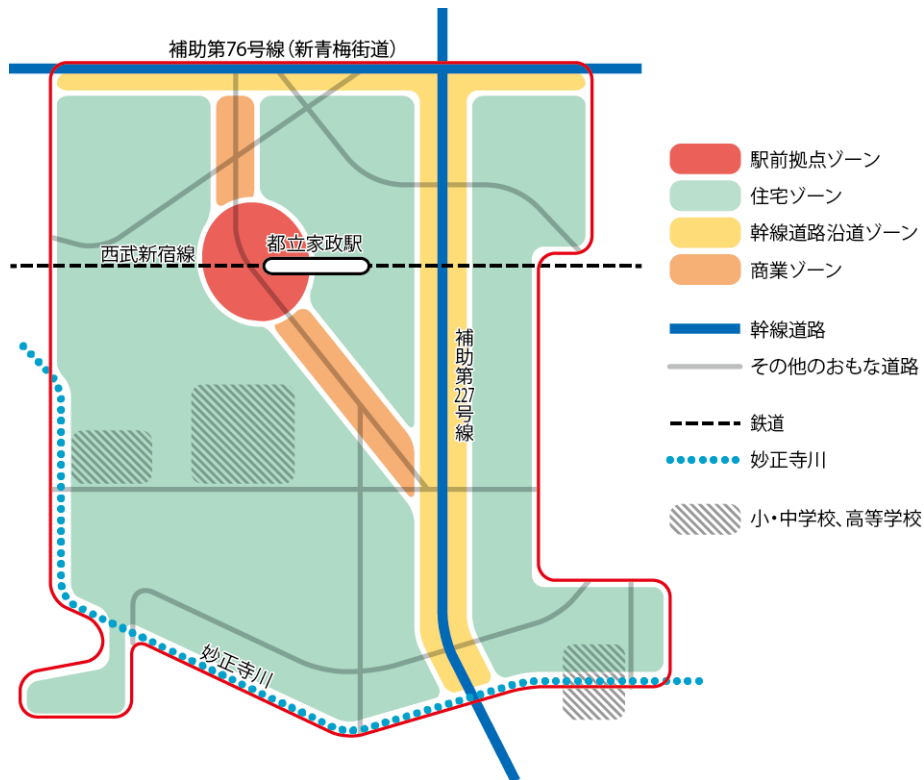 補助第76号線（新青梅街道）
西武新宿線
都立家政駅
補助第227号線
妙正寺川
駅前拠点ゾーン
住宅ゾーン
幹線道路沿道ゾーン
商業ゾーン
幹線道路
その他のおもな道路
鉄道
妙正寺川
小・中学校、高等学校